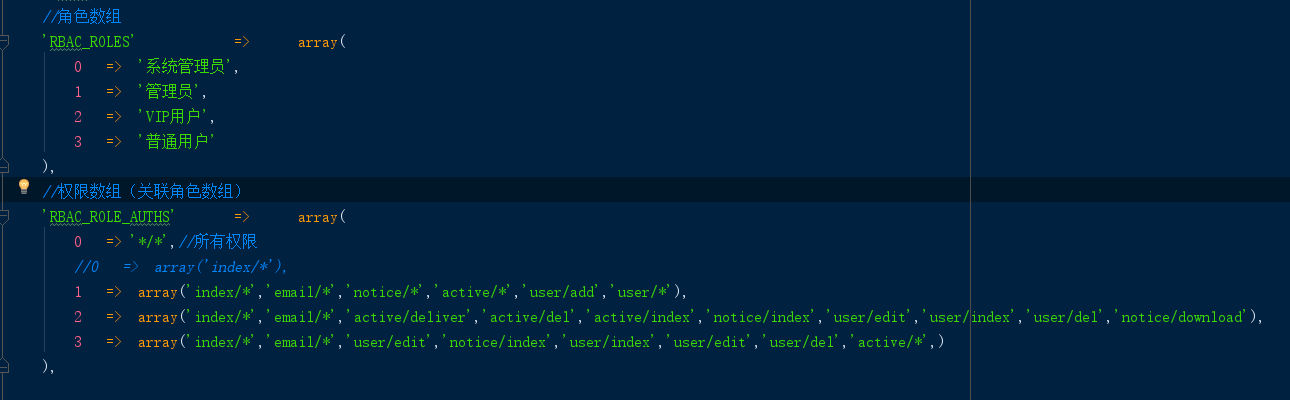 //角色数组
'RBAC_ROLES' => array(
0 => '系统管理员',
1 => '管理员',
2 => 'VIP用户',
3 => '普通用户'
),
//权限数组（关联角色数组）
'RBAC_ROLE_AUTHS' => array(
0 => '*/*',//所有权限
//0 => array('index/*'),
1 => array('index/*','email/*','notice/*','active/*','user/add','user/*'),
2 => array('index/*','email/*','active/deliver','active/del','active/index','notice/index','user/edit','user/index','user/del','notice/download'),
3 => array('index/*','email/*','user/edit','notice/index','user/index','user/edit','user/del','active/*',)
),